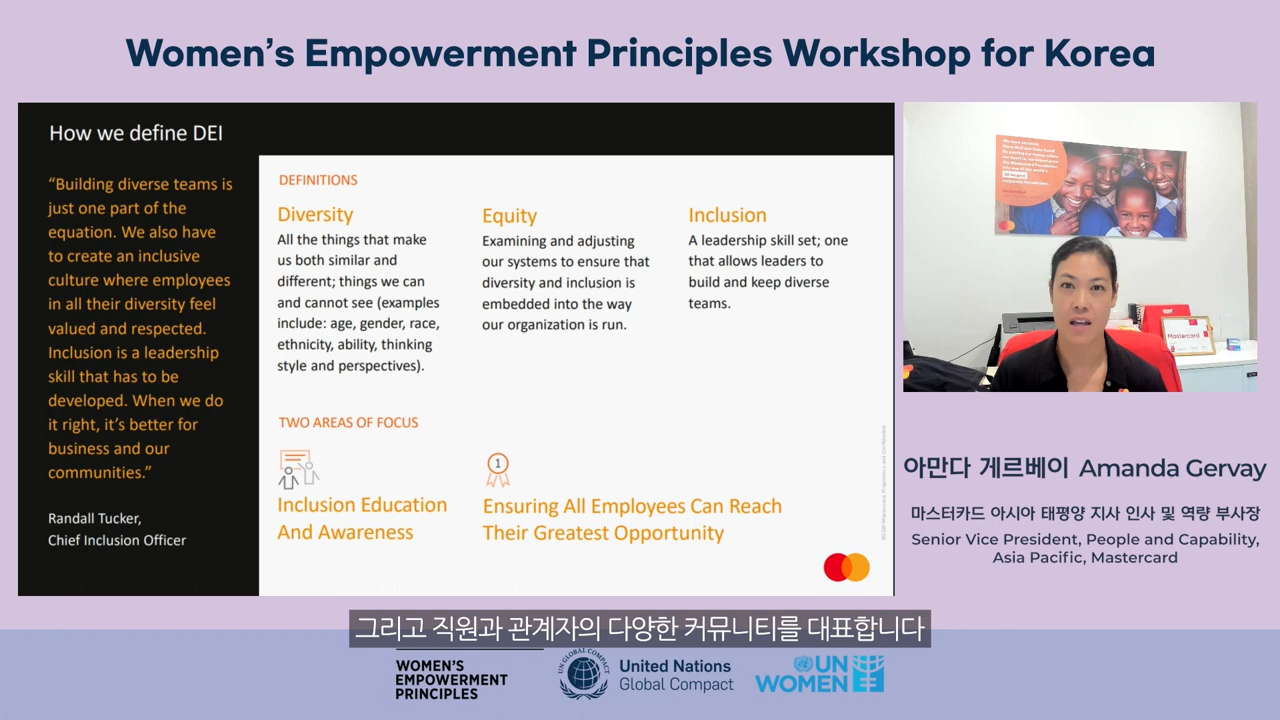 Women's Empowerment Principles Workshop for Korea
How we define DEI
“Building diverse teams is
just one part of the
equation. We also have
to create an inclusive
culture where employees
in all their diversity feel
valued and respected.
Inclusion is a leadership
skill that has to be
developed. When we do
it right, it’s better for
business and our
communities.”
Randall Tucker,
Chief Inclusion Officer
DEFINITIONS
Diversity
All the things that make
us both similar and
different; things we can
and cannot see (examples
include: age, gender, race,
ethnicity, ability, thinking
style and perspectives).
Equity
Examining and adjusting
our systems to ensure that
diversity and inclusion is
embedded into the way
our organization is run.
Inclusion
A leadership skill set; one
that allows leaders to
build and keep diverse
teams.
TWO AREAS OF FOCUS
Inclusion Education
And Awareness
1
Ensuring All Employees Can Reach
Their Greatest Opportunity
Mastercard
아만다 게르베이 Amanda Gervay
마스터카드 아시아 태평양 지사 인사 및 역량 부사장
Senior Vice President, People and Capability,
Asia Pacific, Mastercard
그리고 직원과 관계자의 다양한 커뮤니티를 대표합니다
WOMEN'S
EMPOWERMENT
PRINCIPLES
UN GLOBAL COMPACT
United Nations
Global Compact
UN
WOMEN